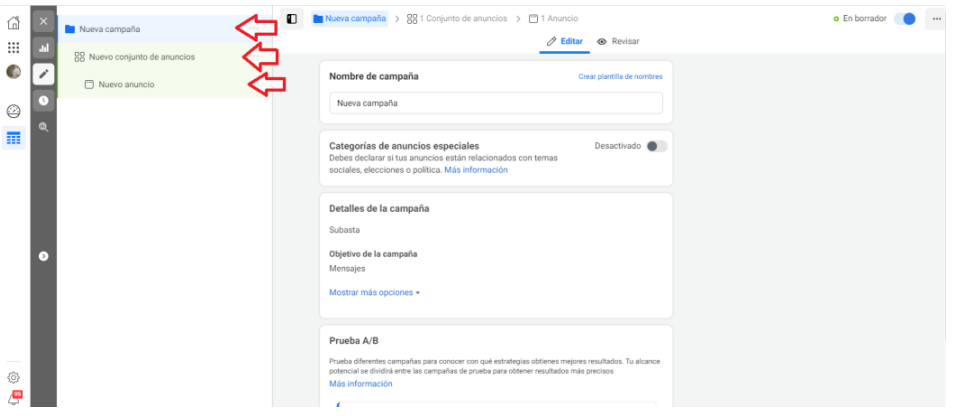 Nueva campaña
Nuevo conjunto de anuncios
Nuevo anuncio
Nueva campaña > 1 Conjunto de anuncios > 1 Anuncio
En borrador
Editar Revisar
Nombre de campaña Crear plantilla de nombres
Nueva campaña
Categorías de anuncios especiales Desactivado
Debes declarar si tus anuncios están relacionados con temas
sociales, elecciones o política. Más información
Detalles de la campaña
Subasta
Objetivo de la campaña
Mensajes
Mostrar más opciones
Prueba A/B
Prueba diferentes campañas para conocer con qué estrategias obtienes mejores resultados. Tu alcance
potencial se dividirá entre las campañas de prueba para obtener resultados más precisos
Más información
99